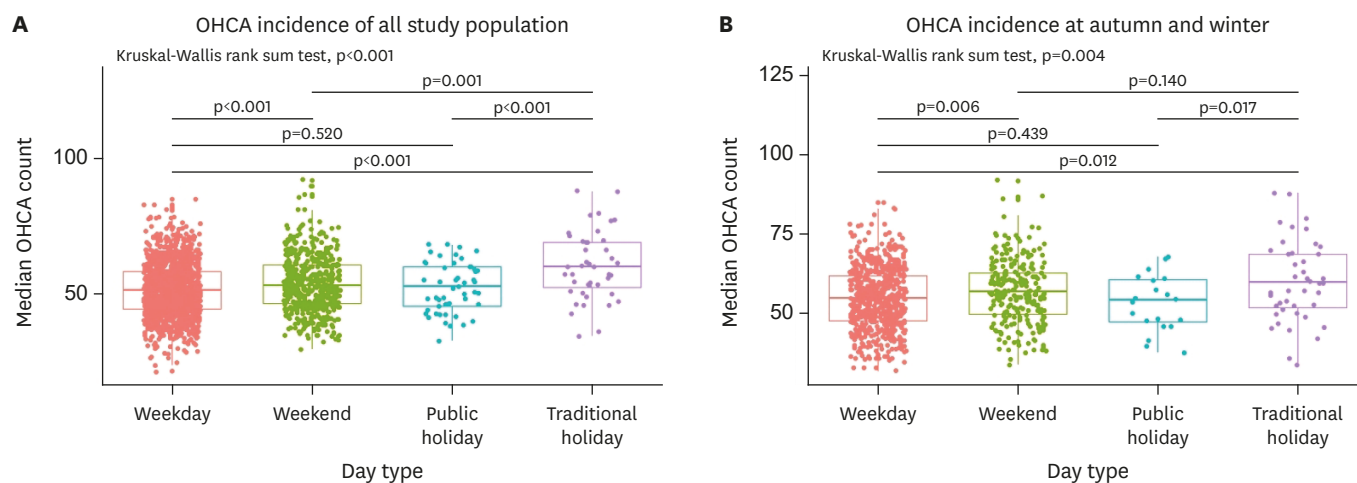 A
OHCA incidence of all study population
Kruskal-Wallis rank sum test, p<0.001
p=0.001
p<0.001
p<0.001
p=0.520
p<0.001
Median OHCA count
100
50
Weekday
Weekend
Public
holiday
Traditional
holiday
Day type
B
OHCA incidence at autumn and winter
Kruskal-Wallis rank sum test, p=0.004
p=0.140
p=0.006
p=0.017
p=0.439
p=0.012
Median OHCA count
125
100
75
50
Weekday
Weekend
Public
holiday
Traditional
holiday
Day type